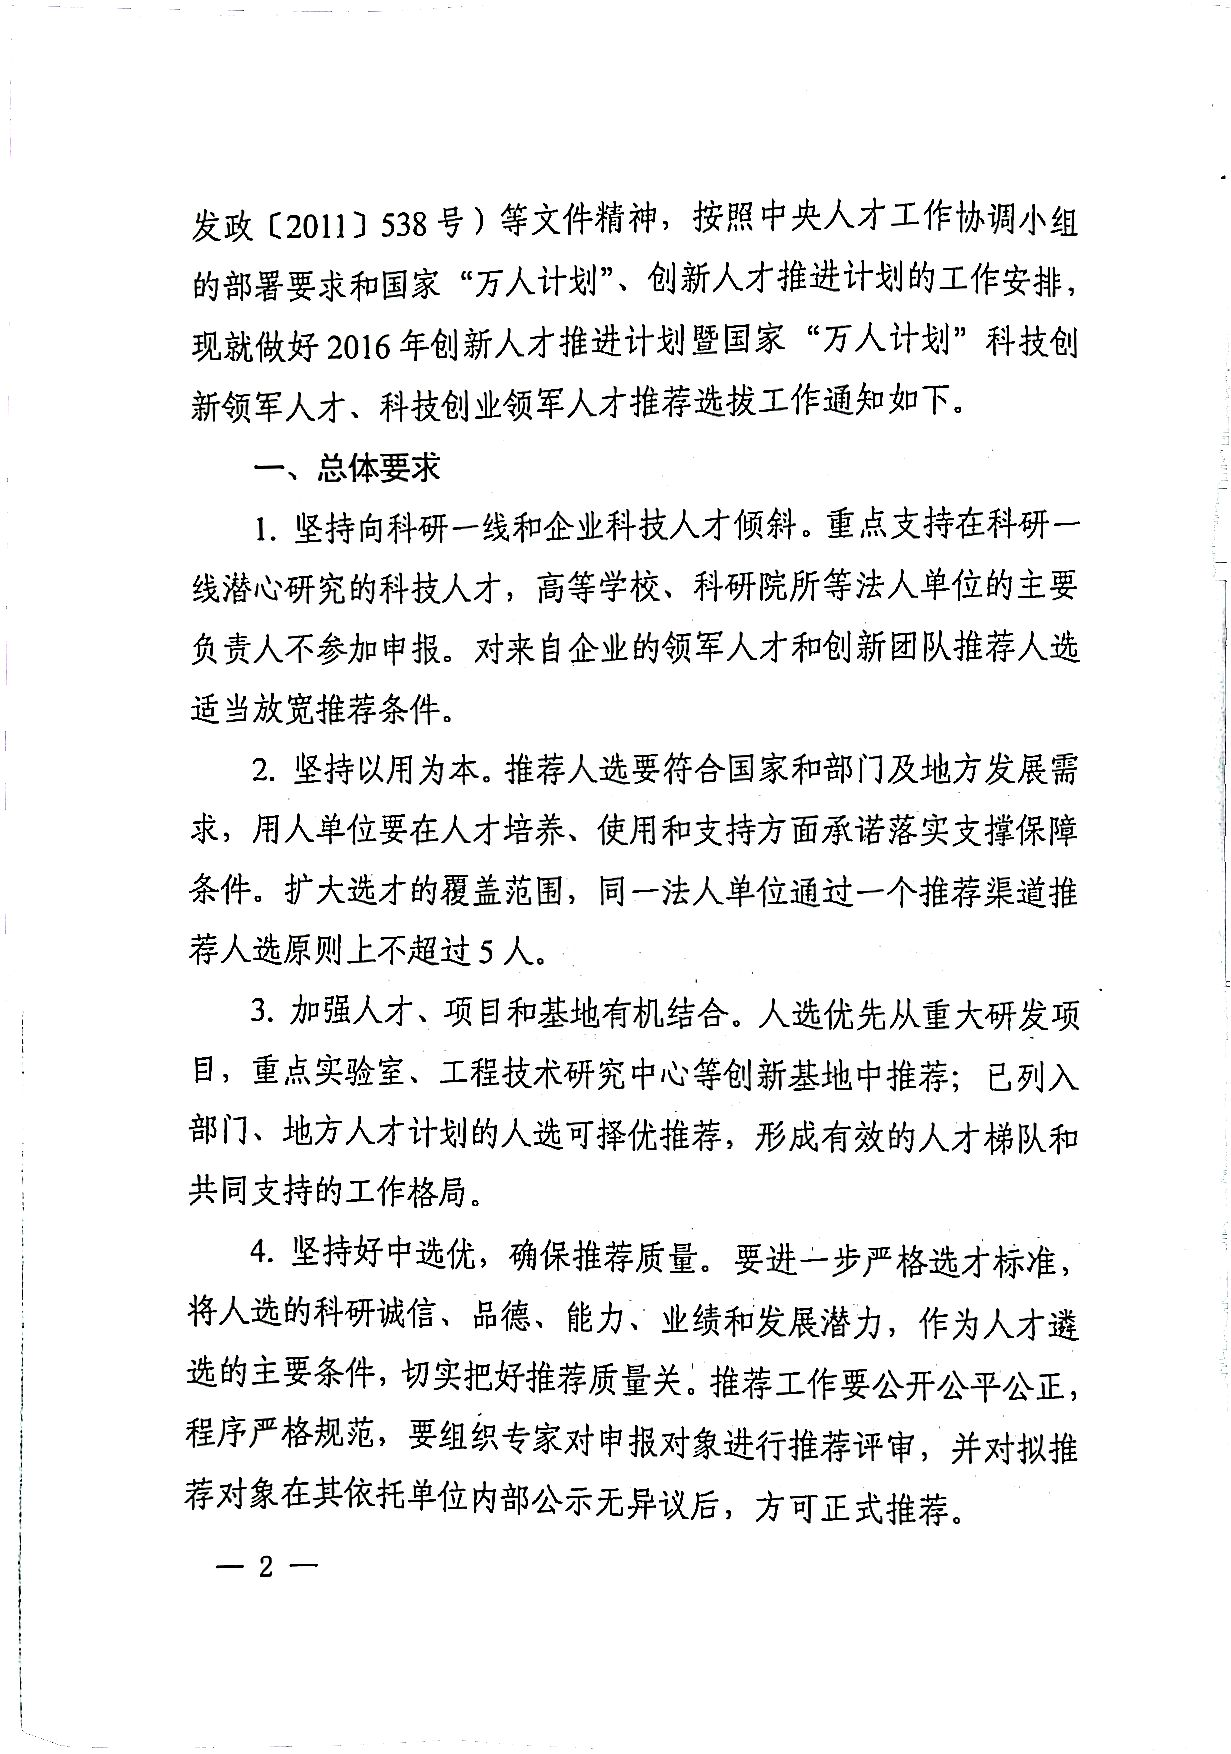 发政〔2011〕538号）等文件精神，按照中央人才工作协调小组
的部署要求和国家“万人计划”、创新人才推进计划的工作安排，
现就做好2016年创新人才推进计划暨国家“万人计划”科技创
新领军人才、科技创业领军人才推荐选拔工作通知如下。
一、总体要求
1. 坚持向科研一线和企业科技人才倾斜。重点支持在科研一
线潜心研究的科技人才，高等学校、科研院所等法人单位的主要
负责人不参加申报。对来自企业的领军人才和创新团队推荐人选
适当放宽推荐条件。
2. 坚持以用为本。推荐人选要符合国家和部门及地方发展需
求，用人单位要在人才培养、使用和支持方面承诺落实支撑保障
条件。扩大选才的覆盖范围，同一法人单位通过一个推荐渠道推
荐人选原则上不超过5人。
3. 加强人才、项目和基地有机结合。人选优先从重大研发项
目，重点实验室、工程技术研究中心等创新基地中推荐；已列入
部门、地方人才计划的人选可择优推荐，形成有效的人才梯队和
共同支持的工作格局。
4. 坚持好中选优，确保推荐质量。要进一步严格选才标准，
将人选的科研诚信、品德、能力、业绩和发展潜力，作为人才遴
选的主要条件，切实把好推荐质量关。推荐工作要公开公平公正，
程序严格规范，要组织专家对申报对象进行推荐评审，并对拟推
荐对象在其依托单位内部公示无异议后，方可正式推荐。
— 2 —